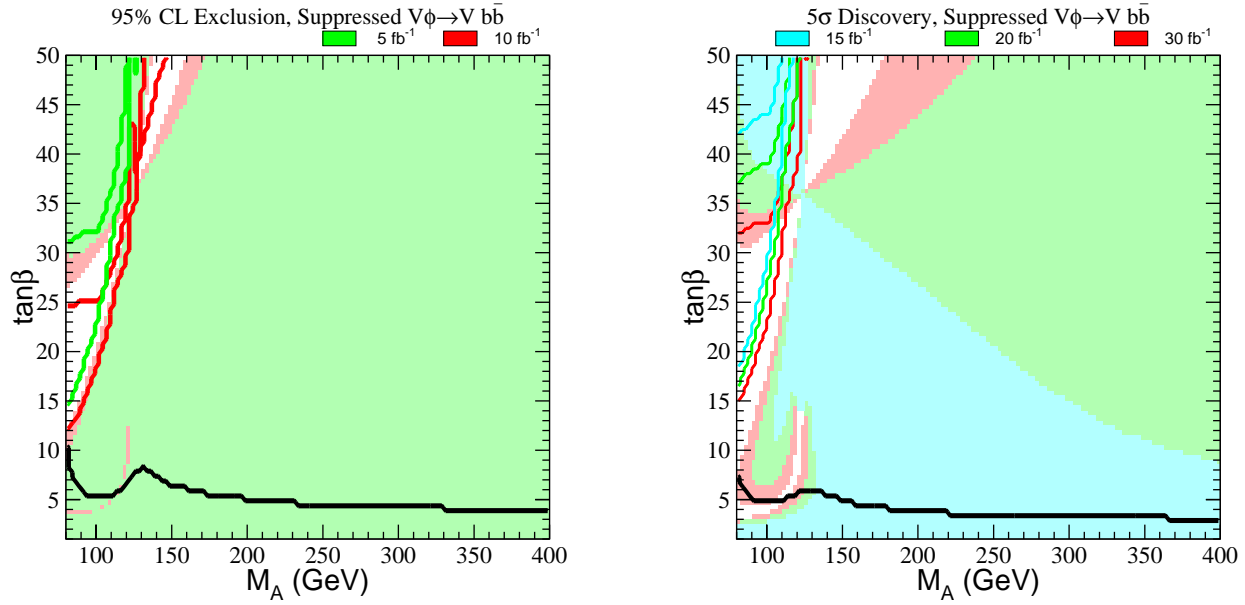 95% CL Exclusion, Suppressed Vϕ→V bb̄
5 fb⁻¹ 10 fb⁻¹
50
45
40
35
30
25
20
15
10
5
tanβ
100 150 200 250 300 350 400
M_A (GeV)
5σ Discovery, Suppressed Vϕ→V bb̄
15 fb⁻¹ 20 fb⁻¹ 30 fb⁻¹
50
45
40
35
30
25
20
15
10
5
tanβ
100 150 200 250 300 350 400
M_A (GeV)